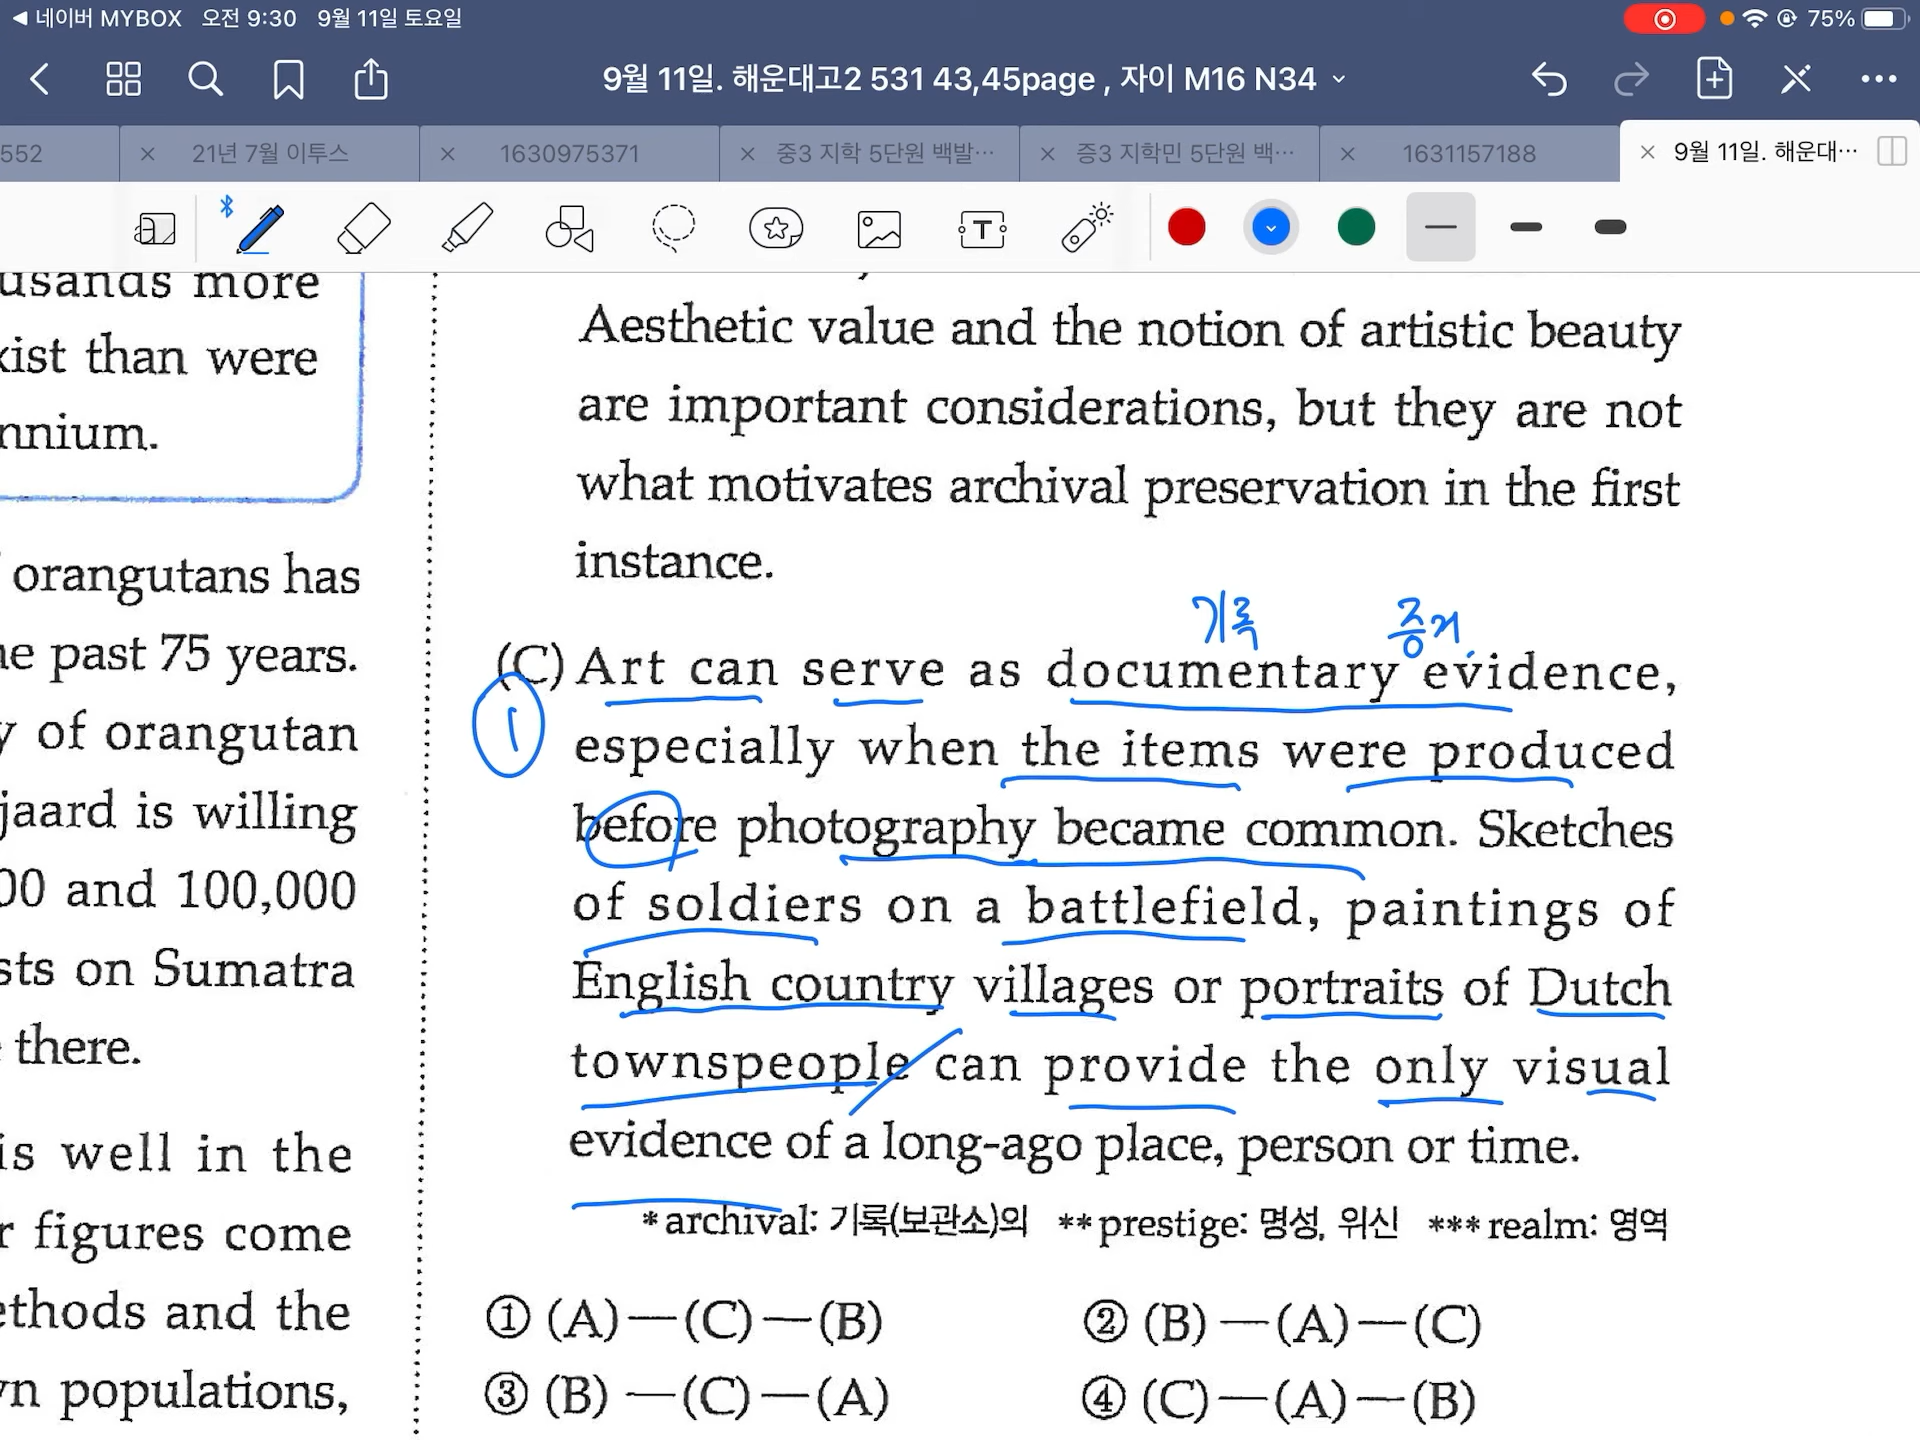 네이버 MYBOX 오전 9:30 9월 11일 토요일
75%
9월 11일. 해운대고2 531 43,45page , 자이 M16 N34
552
21년 7월 이투스
1630975371
중3 지학 5단원 백발…
증3 지학민 5단원 백…
1631157188
9월 11일. 해운대…
usands more
xist than were
nnium.
orangutans has
he past 75 years.
y of orangutan
jaard is willing
00 and 100,000
sts on Sumatra
there.
is well in the
r figures come
ethods and the
vn populations,
Aesthetic value and the notion of artistic beauty
are important considerations, but they are not
what motivates archival preservation in the first
instance.
기록 증거
(C) Art can serve as documentary evidence,
1
especially when the items were produced
before photography became common. Sketches
of soldiers on a battlefield, paintings of
English country villages or portraits of Dutch
townspeople can provide the only visual
evidence of a long-ago place, person or time.
* archival: 기록(보관소)의 ** prestige: 명성, 위신 *** realm: 영역
① (A)—(C)—(B) ② (B)—(A)—(C)
③ (B)—(C)—(A) ④ (C)—(A)—(B)